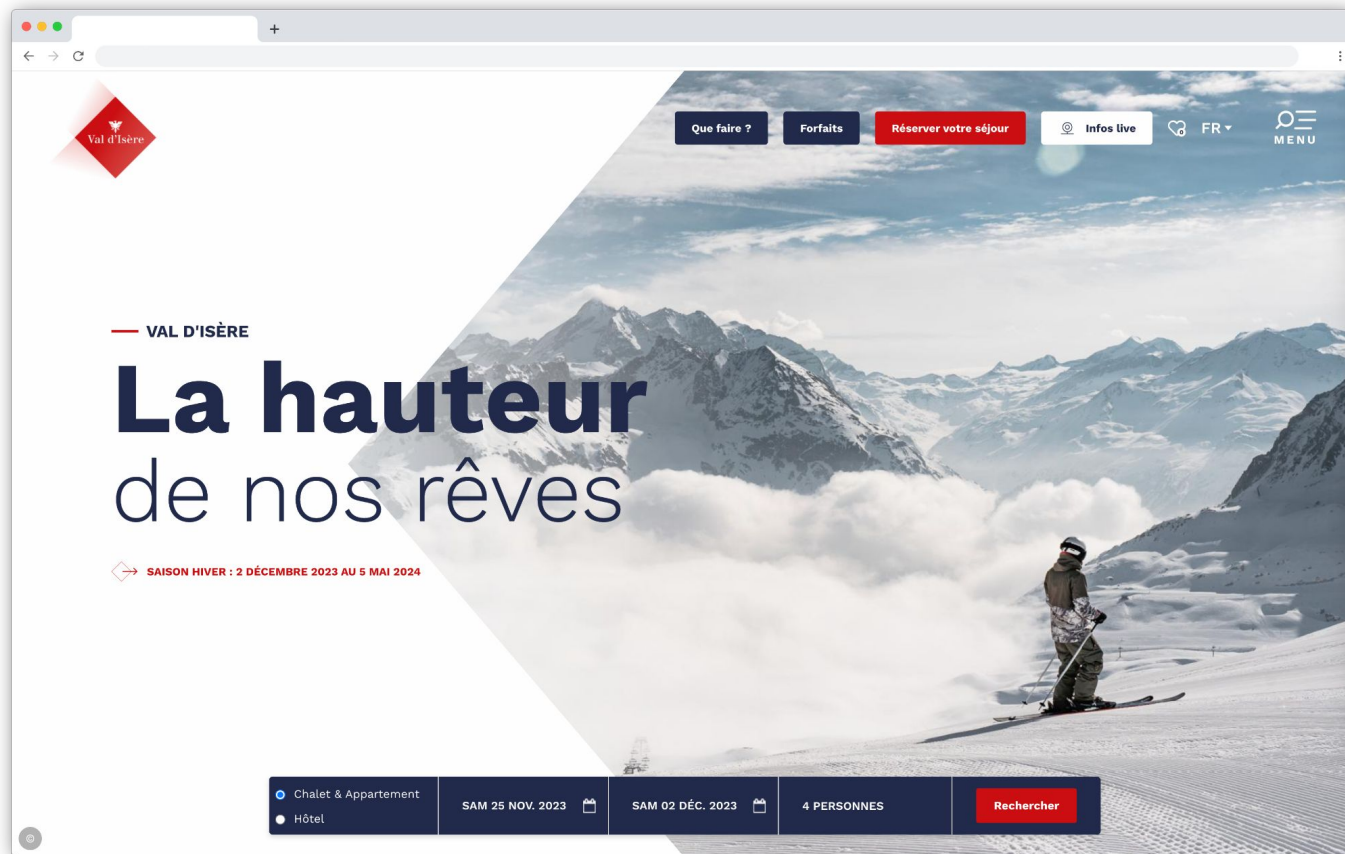 Val d'Isère
Que faire ?
Forfaits
Réserver votre séjour
Infos live
0
FR
MENU
VAL D'ISÈRE
La hauteur
de nos rêves
SAISON HIVER : 2 DÉCEMBRE 2023 AU 5 MAI 2024
Chalet & Appartement
Hôtel
SAM 25 NOV. 2023
SAM 02 DÉC. 2023
4 PERSONNES
Rechercher
©